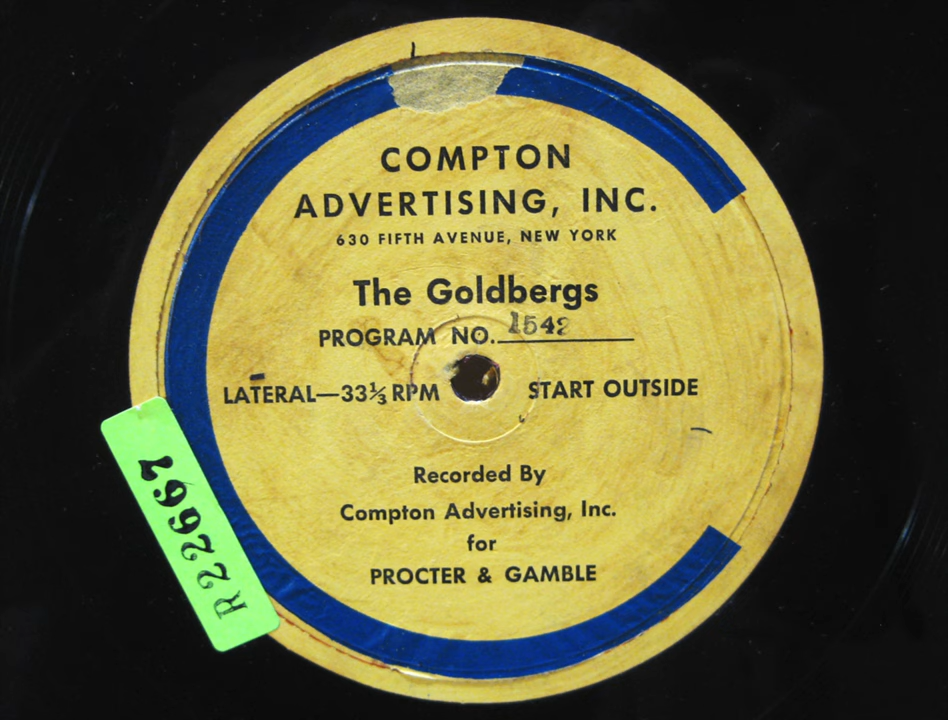 COMPTON
ADVERTISING, INC.
630 FIFTH AVENUE, NEW YORK
The Goldbergs
PROGRAM NO. 1542
LATERAL—33⅓ RPM START OUTSIDE
Recorded By
Compton Advertising, Inc.
for
PROCTER & GAMBLE
R22667